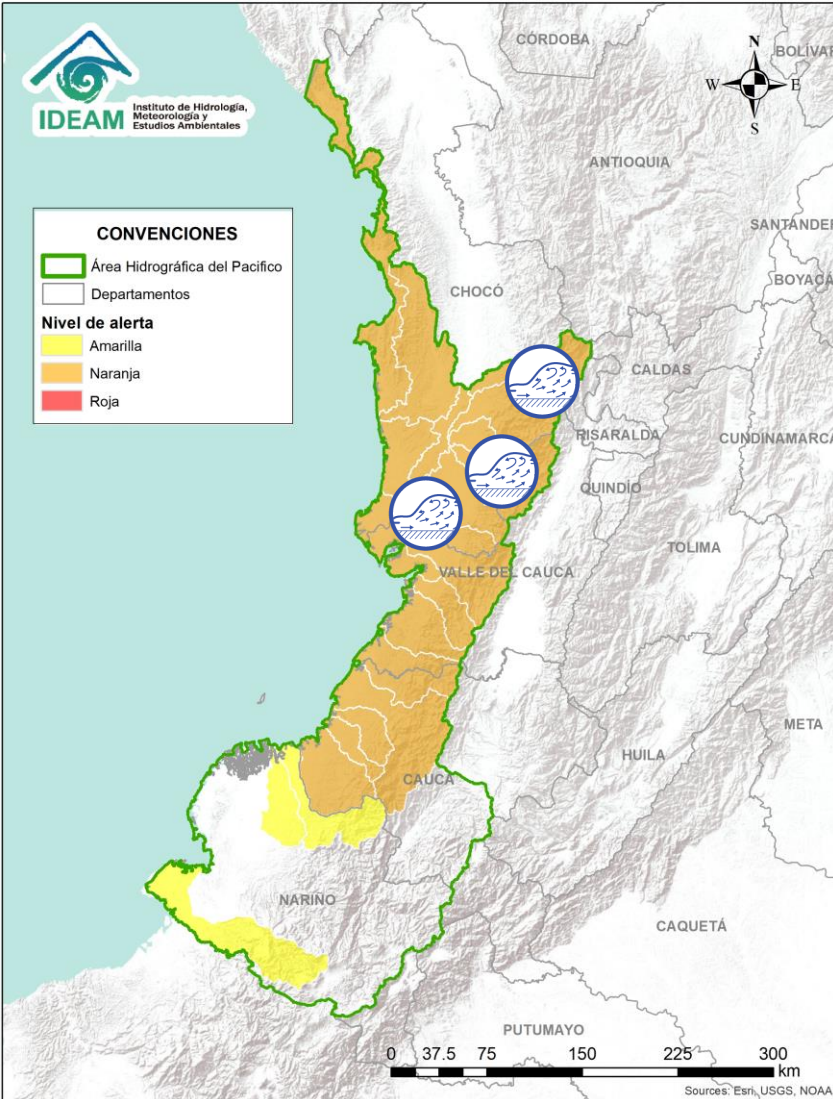 IDEAM
Instituto de Hidrología,
Meteorología y
Estudios Ambientales
N
W
E
S
CÓRDOBA
BOLÍVAR
ANTIOQUIA
SANTANDER
BOYACÁ
CONVENCIONES
Área Hidrográfica del Pacifico
Departamentos
Nivel de alerta
Amarilla
Naranja
Roja
CHOCÓ
CALDAS
RISARALDA
CUNDINAMARCA
QUINDÍO
TOLIMA
VALLE DEL CAUCA
META
HUILA
CAUCA
NARIÑO
CAQUETÁ
PUTUMAYO
0 37.5 75 150 225 300
km
Sources: Esri, USGS, NOAA